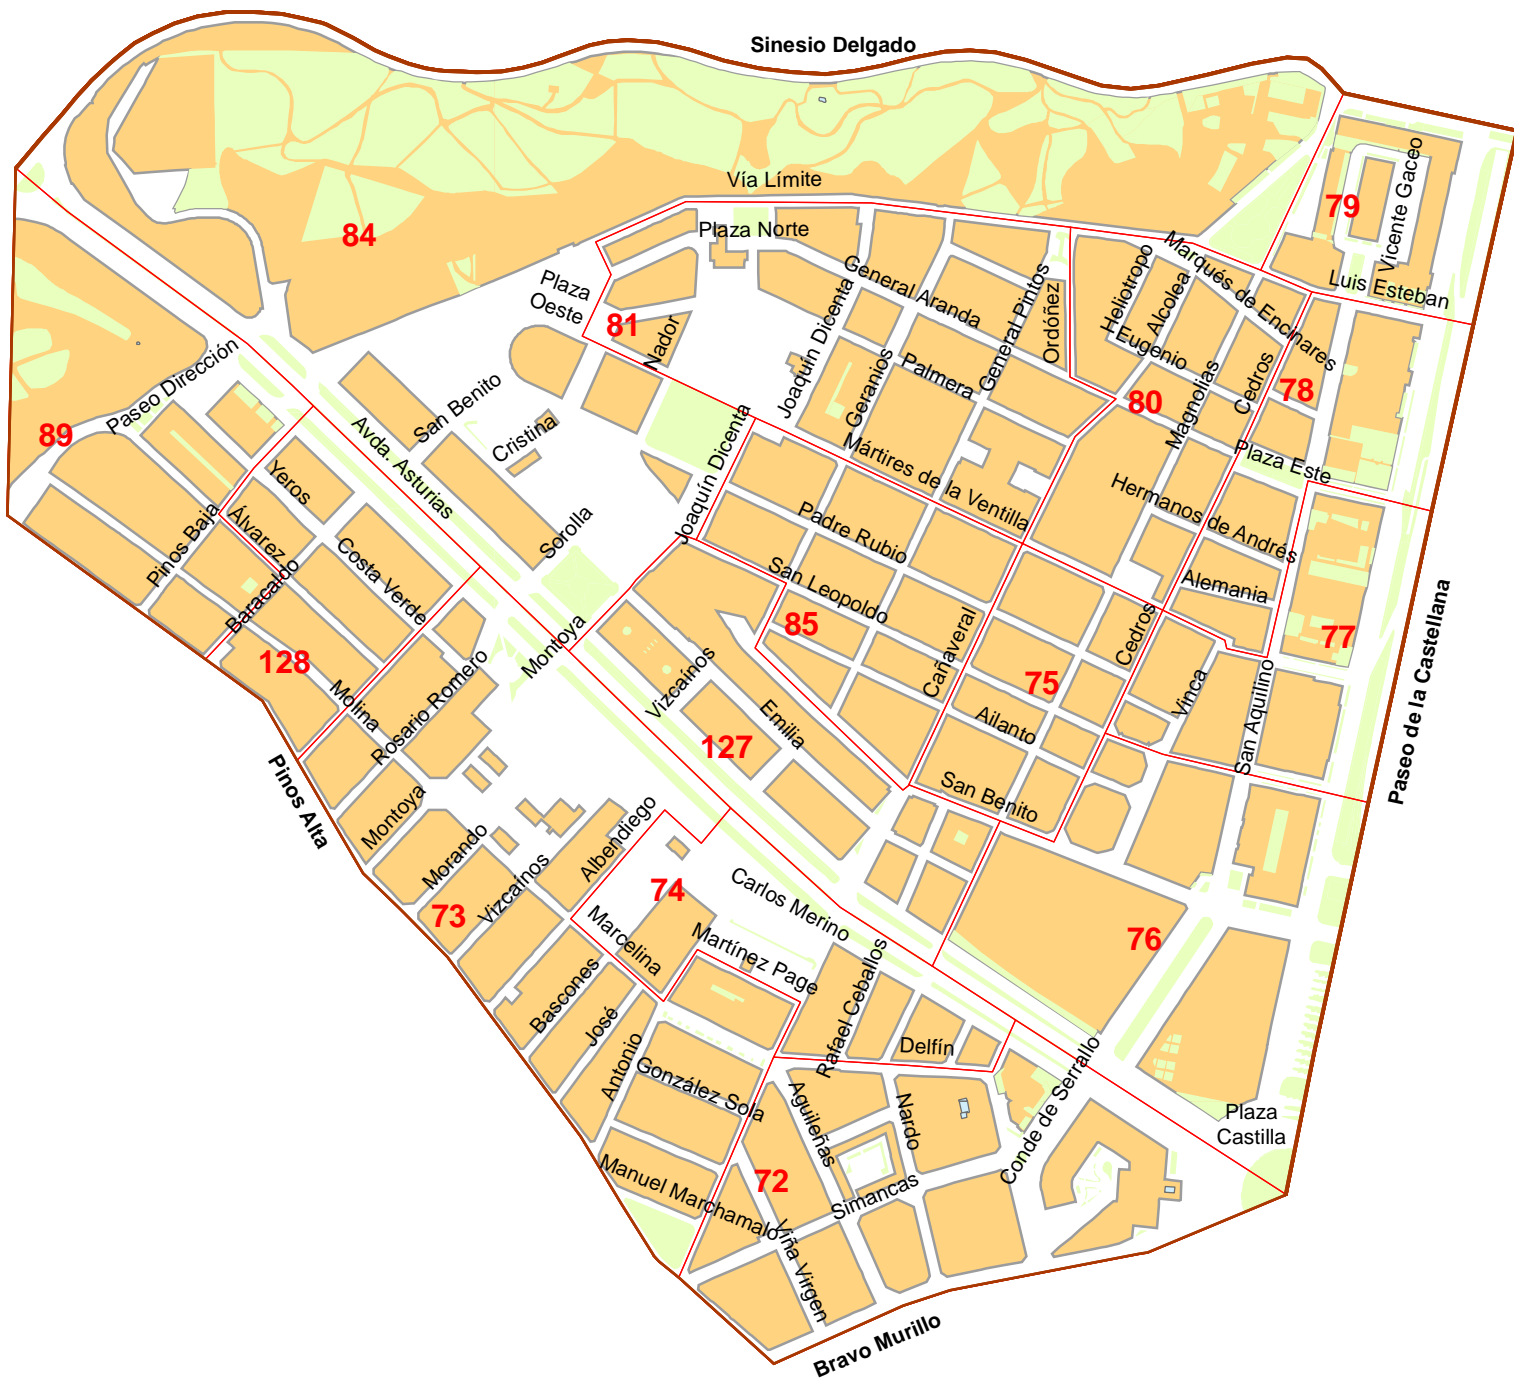 Sinesio Delgado
Vía Límite
Vicente Gaceo
79
84
Plaza Norte
Marqués de Encinares
Luis Esteban
Plaza
Oeste
General Aranda
General Pintos
Heliotropo
Alcolea
81
Nador
Joaquín Dicenta
Ordóñez
Eugenio
Geranios
Palmera
Cedros
78
80
Magnolias
Paseo Dirección
San Benito
Cristina
89
Avda. Asturias
Joaquín Dicenta
Mártires de la Ventilla
Plaza Este
Yeros
Hermanos de Andrés
Álvarez
Pinos Baja
Sorolla
Padre Rubio
Costa Verde
San Leopoldo
Alemania
Baracaldo
85
Cedros
77
Montoya
128
Cañaveral
Paseo de la Castellana
Vizcaínos
75
Vinca
Molina
Rosario Romero
Emilia
Ailanto
San Aquilino
127
Pinos Alta
San Benito
Montoya
Albendiego
Morando
Vizcaínos
74
Carlos Merino
73
Marcelina
76
Martínez Page
Rafael Ceballos
Bascones
José
Delfín
Antonio
González Sola
Aguileñas
Nardo
Conde de Serrallo
Plaza
Castilla
72
Manuel Marchamalo
Simancas
Viña Virgen
Bravo Murillo